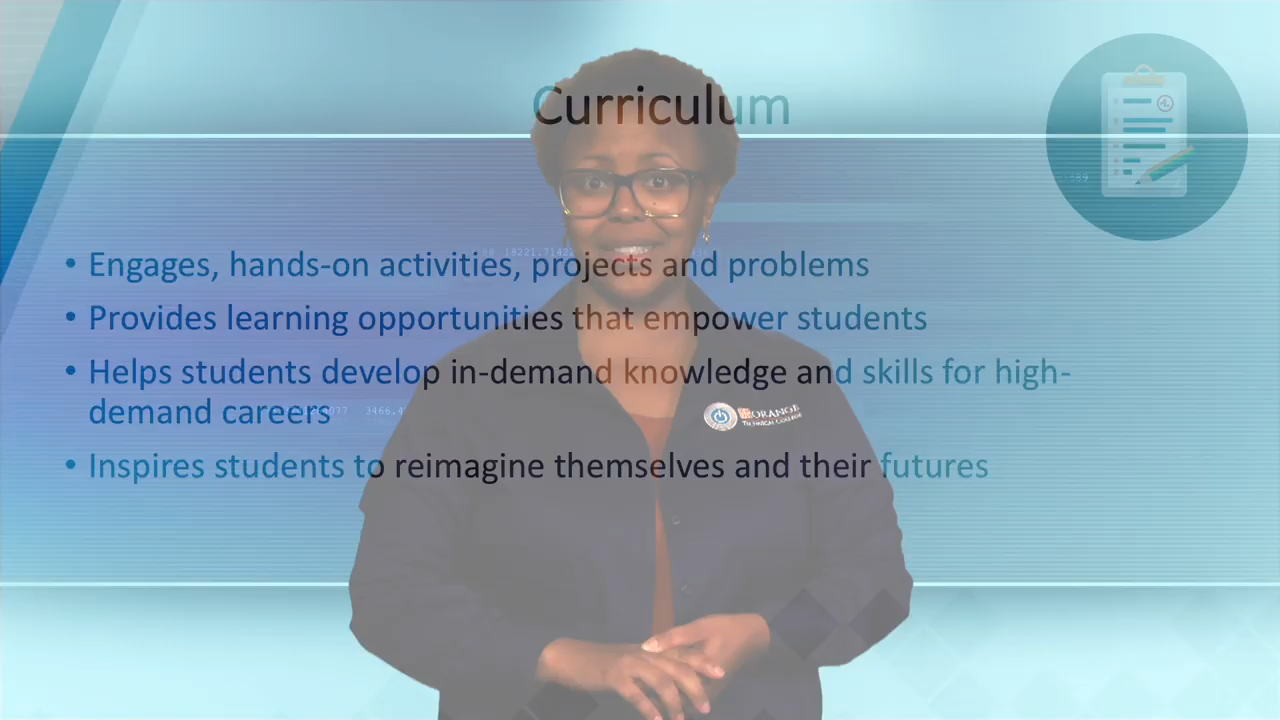 Curriculum
• Engages, hands-on activities, projects and problems
• Provides learning opportunities that empower students
• Helps students develop in-demand knowledge and skills for high-
demand careers
• Inspires students to reimagine themselves and their futures
ORANGE
TECHNICAL COLLEGE